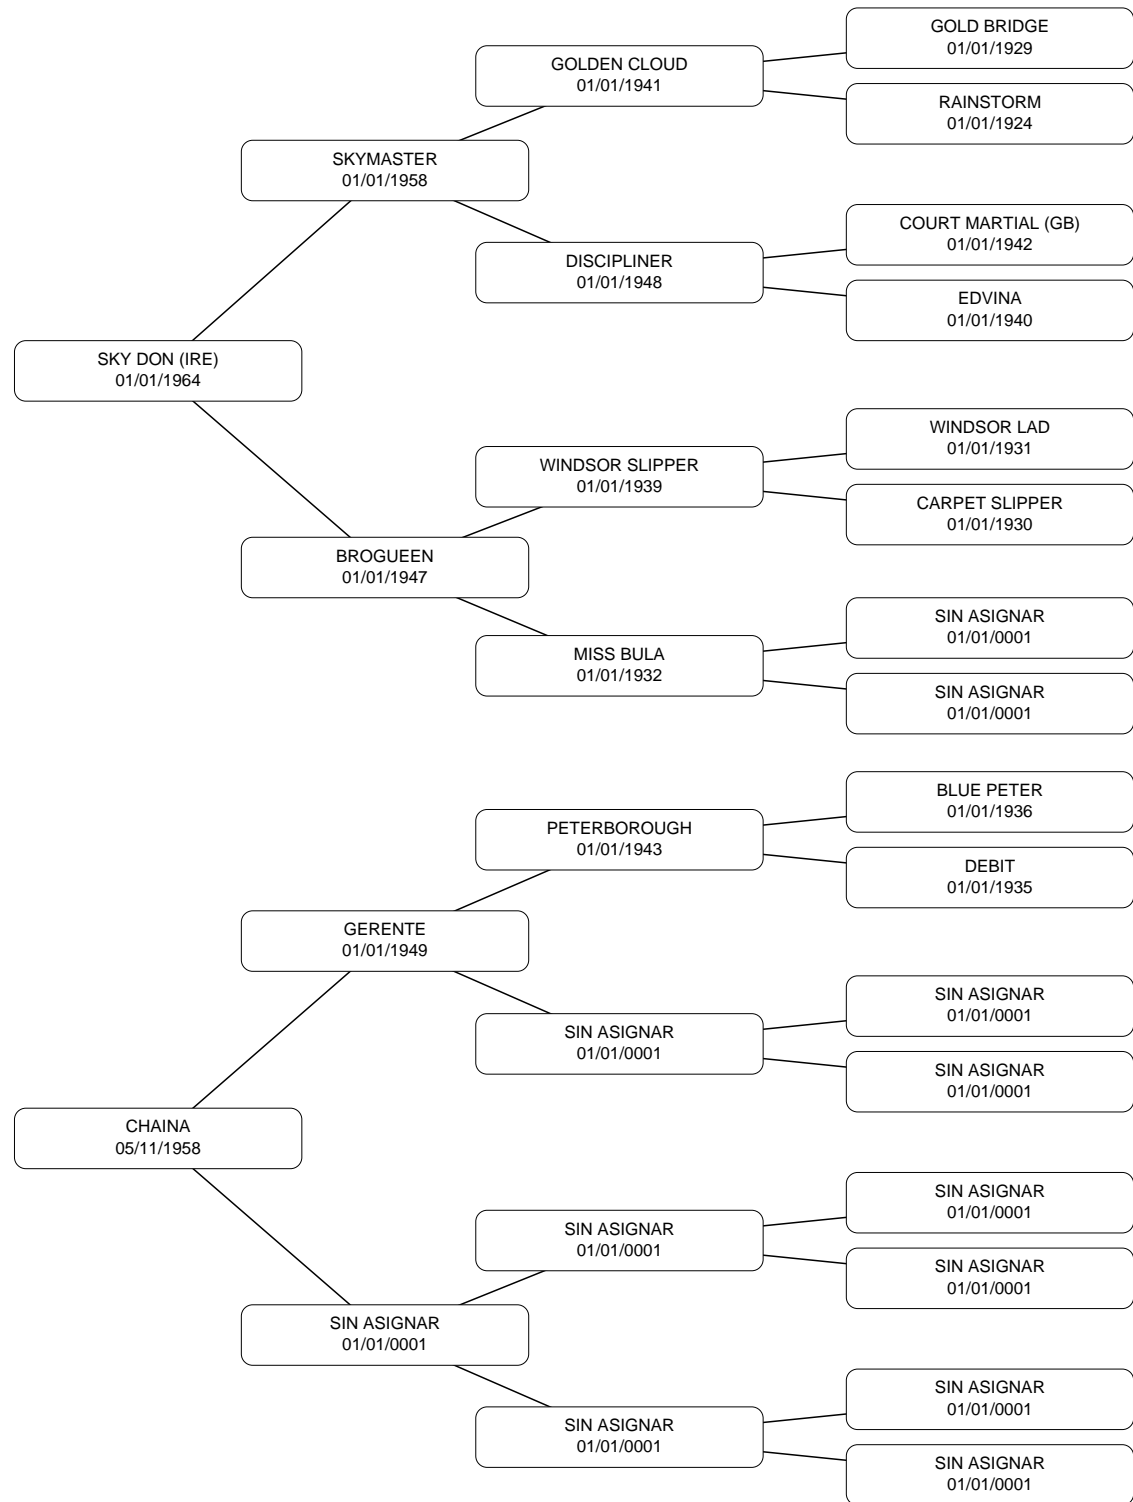 GOLD BRIDGE
01/01/1929
GOLDEN CLOUD
01/01/1941
RAINSTORM
01/01/1924
SKYMASTER
01/01/1958
COURT MARTIAL (GB)
01/01/1942
DISCIPLINER
01/01/1948
EDVINA
01/01/1940
SKY DON (IRE)
01/01/1964
WINDSOR LAD
01/01/1931
WINDSOR SLIPPER
01/01/1939
CARPET SLIPPER
01/01/1930
BROGUEEN
01/01/1947
SIN ASIGNAR
01/01/0001
MISS BULA
01/01/1932
SIN ASIGNAR
01/01/0001
BLUE PETER
01/01/1936
PETERBOROUGH
01/01/1943
DEBIT
01/01/1935
GERENTE
01/01/1949
SIN ASIGNAR
01/01/0001
SIN ASIGNAR
01/01/0001
SIN ASIGNAR
01/01/0001
CHAINA
05/11/1958
SIN ASIGNAR
01/01/0001
SIN ASIGNAR
01/01/0001
SIN ASIGNAR
01/01/0001
SIN ASIGNAR
01/01/0001
SIN ASIGNAR
01/01/0001
SIN ASIGNAR
01/01/0001
SIN ASIGNAR
01/01/0001